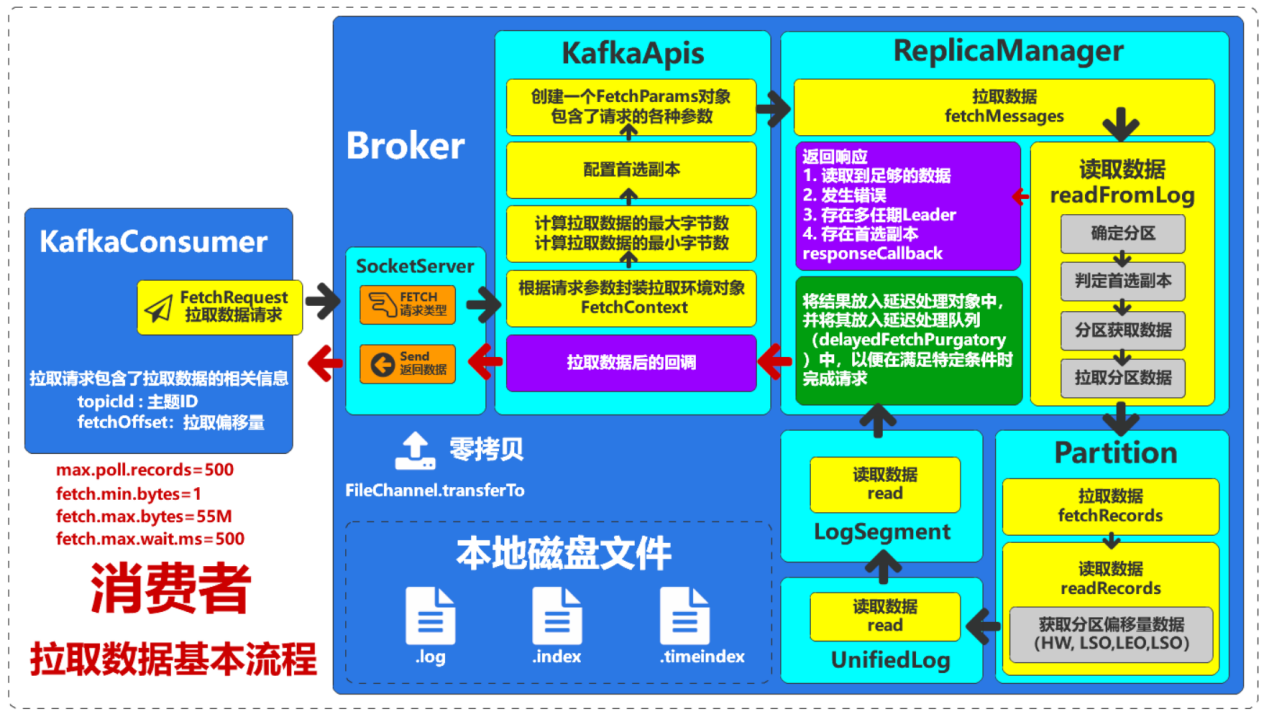 KafkaConsumer
FetchRequest
拉取数据请求
拉取请求包含了拉取数据的相关信息
topicId : 主题ID
fetchOffset：拉取偏移量
max.poll.records=500
fetch.min.bytes=1
fetch.max.bytes=55M
fetch.max.wait.ms=500
消费者
拉取数据基本流程
Broker
SocketServer
FETCH
请求类型
Send
返回数据
KafkaApis
创建一个FetchParams对象
包含了请求的各种参数
配置首选副本
计算拉取数据的最大字节数
计算拉取数据的最小字节数
根据请求参数封装拉取环境对象
FetchContext
拉取数据后的回调
ReplicaManager
拉取数据
fetchMessages
返回响应
1. 读取到足够的数据
2. 发生错误
3. 存在多任期Leader
4. 存在首选副本
responseCallback
将结果放入延迟处理对象中，
并将其放入延迟处理队列
（delayedFetchPurgatory
）中，以便在满足特定条件时
完成请求
读取数据
readFromLog
确定分区
判定首选副本
分区获取数据
拉取分区数据
Partition
拉取数据
fetchRecords
读取数据
readRecords
获取分区偏移量数据
（HW, LSO,LEO,LSO）
读取数据
read
LogSegment
读取数据
read
UnifiedLog
零拷贝
FileChannel.transferTo
本地磁盘文件
.log
.index
.timeindex